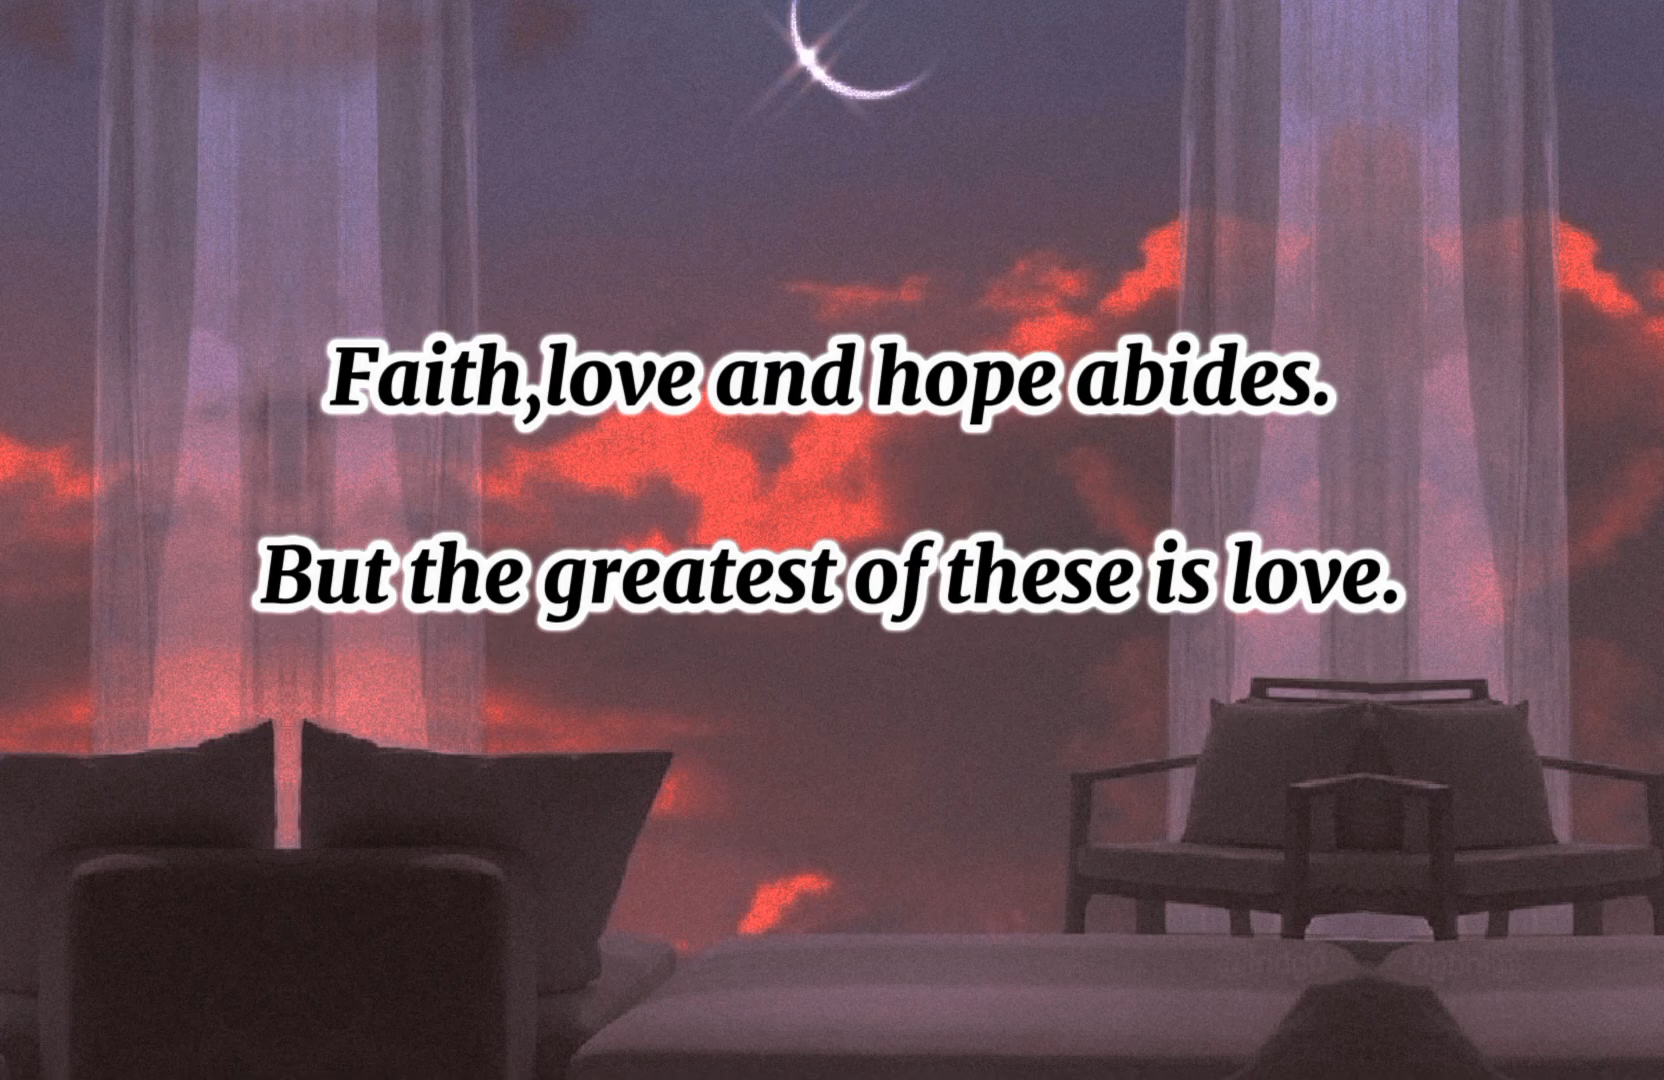 Faith,love and hope abides.
But the greatest of these is love.